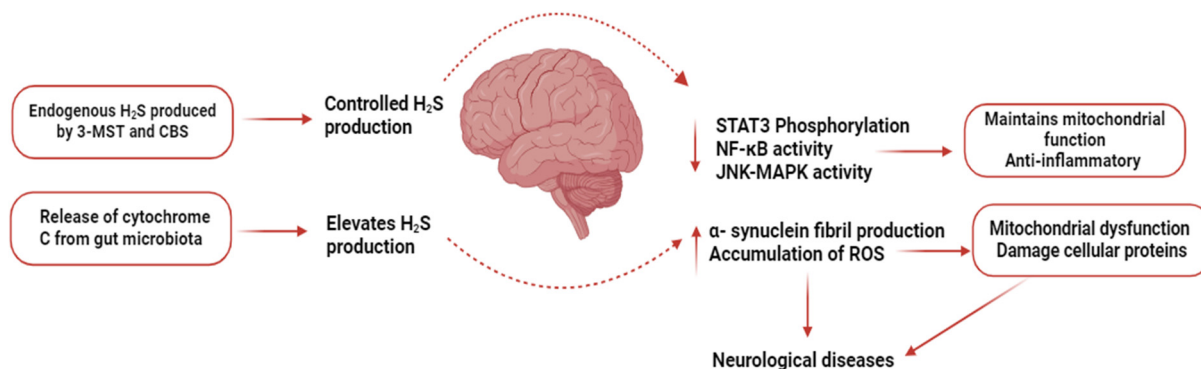 Endogenous H₂S produced
by 3-MST and CBS
Controlled H₂S
production
STAT3 Phosphorylation
NF-κB activity
JNK-MAPK activity
Maintains mitochondrial
function
Anti-inflammatory
Release of cytochrome
C from gut microbiota
Elevates H₂S
production
α- synuclein fibril production
Accumulation of ROS
Mitochondrial dysfunction
Damage cellular proteins
Neurological diseases